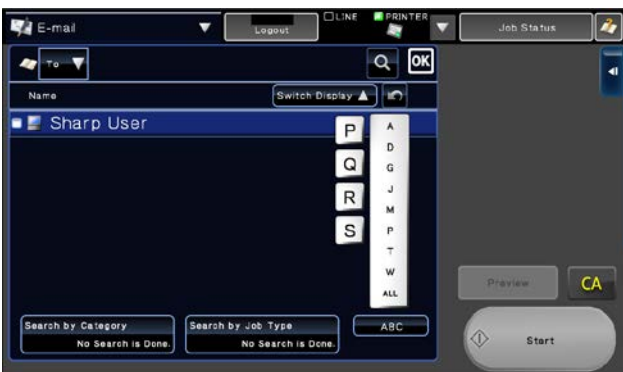 E-mail
Logout
LINE
PRINTER
Job Status
To
OK
Name
Switch Display
Sharp User
P
Q
R
S
A
D
G
J
M
P
T
W
ALL
Preview
CA
Search by Category
No Search is Done.
Search by Job Type
No Search is Done.
ABC
Start